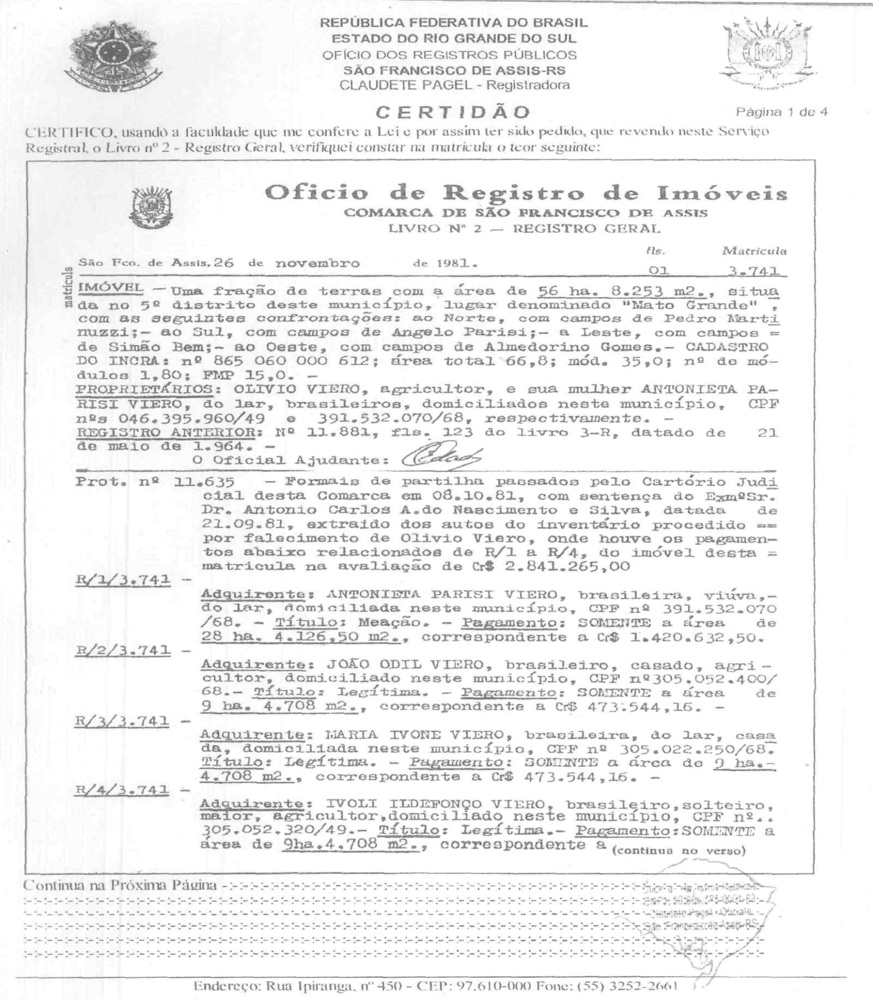 REPÚBLICA FEDERATIVA DO BRASIL
ESTADO DO RIO GRANDE DO SUL
OFÍCIO DOS REGISTROS PÚBLICOS
SÃO FRANCISCO DE ASSIS-RS
CLAUDETE PAGEL - Registradora
CERTIDÃO
Página 1 de 4
CERTIFICO, usando a faculdade que me confere a Lei e por assim ter sido pedido, que revendo neste Serviço
Registral, o Livro nº 2 - Registro Geral, verifiquei constar na matrícula o teor seguinte:
Ofício de Registro de Imóveis
COMARCA DE SÃO FRANCISCO DE ASSIS
LIVRO Nº 2 — REGISTRO GERAL
fls. Matrícula
São Fco. de Assis, 26 de novembro de 1981.
01 3.741
matrícula
IMÓVEL — Uma fração de terras com a área de 56 ha. 8.253 m2., situa
da no 5º distrito deste município, lugar denominado "Mato Grande" ,
com as seguintes confrontações: ao Norte, com campos de Pedro Marti
nuzzi;- ao Sul, com campos de Angelo Parisi;- a Leste, com campos =
de Simão Bem;- ao Oeste, com campos de Almedorino Gomes.- CADASTRO
DO INCRA: nº 865 060 000 612; área total 66,8; mód. 35,0; nº de mó-
dulos 1,80; FMP 15,0. -
PROPRIETÁRIOS: OLIVIO VIERO, agricultor, e sua mulher ANTONIETA PA-
RISI VIERO, do lar, brasileiros, domiciliados neste município, CPF
nºs 046.395.960/49 e 391.532.070/68, respectivamente. -
REGISTRO ANTERIOR: Nº 11.881, fls. 123 do livro 3-R, datado de 21
de maio de 1.964. -
O Oficial Ajudante:
Prot. nº 11.635 - Formais de partilha passados pelo Cartório Judi
cial desta Comarca em 08.10.81, com sentença do ExmºSr.
Dr. Antonio Carlos A.do Nascimento e Silva, datada de
21.09.81, extraido dos autos do inventário procedido ==
por falecimento de Olivio Viero, onde houve os pagamen-
tos abaixo relacionados de R/1 a R/4, do imóvel desta =
matricula na avaliação de Cr$ 2.841.265,00
R/1/3.741 -
Adquirente: ANTONIETA PARISI VIERO, brasileira, viúva,-
do lar, domiciliada neste município, CPF nº 391.532.070
/68. - Título: Meação. - Pagamento: SOMENTE a área de
28 ha. 4.126,50 m2., correspondente a Cr$ 1.420.632,50.
R/2/3.741 -
Adquirente: JOÃO ODIL VIERO, brasileiro, casado, agri -
cultor, domiciliado neste município, CPF nº305.052.400/
68.- Título: Legítima. - Pagamento: SOMENTE a área de
9 ha. 4.708 m2., correspondente a Cr$ 473.544,16. -
R/3/3.741 -
Adquirente: MARIA IVONE VIERO, brasileira, do lar, casa
da, domiciliada neste município, CPF nº 305.022.250/68.
Título: Legítima. - Pagamento: SOMENTE a área de 9 ha.-
4.708 m2., correspondente a Cr$ 473.544,16. -
R/4/3.741 -
Adquirente: IVOLI ILDEFONÇO VIERO, brasileiro,solteiro,
maior, agricultor,domiciliado neste município, CPF nº..
305.052.320/49.- Título: Legítima.- Pagamento:SOMENTE a
área de 9ha.4.708 m2., correspondente a
(continua no verso)
Continua na Próxima Página
Claudete Pagel - Oficiala
São Francisco de Assis-RS
Endereço: Rua Ipiranga, nº 450 - CEP: 97.610-000 Fone: (55) 3252-2661